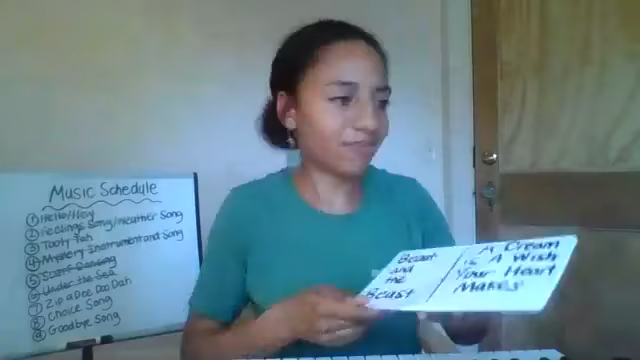 Music Schedule
1 Hello/Hey
2 Feelings Song/Weather Song
3 Tooty Tah
4 Mystery Instrument and Song
5 Scarf
6 Under the Sea
7 Zip a Dee Doo Dah
8 Choice Song
9 Goodbye Song
Beauty
and
the
Beast
A Dream
is A Wish
Your Heart
Makes